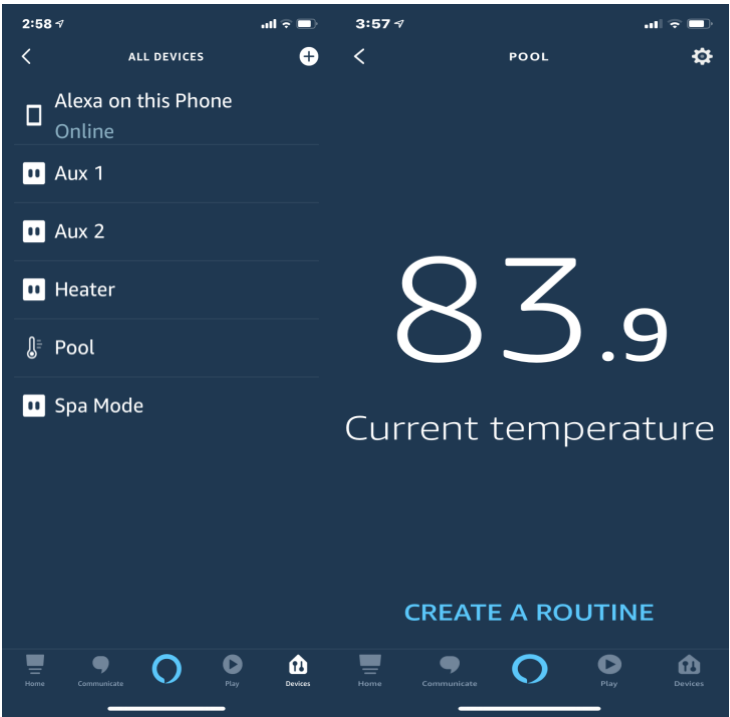 2:58
ALL DEVICES
Alexa on this Phone
Online
Aux 1
Aux 2
Heater
Pool
Spa Mode
Home
Communicate
Play
Devices
3:57
POOL
83.9
Current temperature
CREATE A ROUTINE
Home
Communicate
Play
Devices